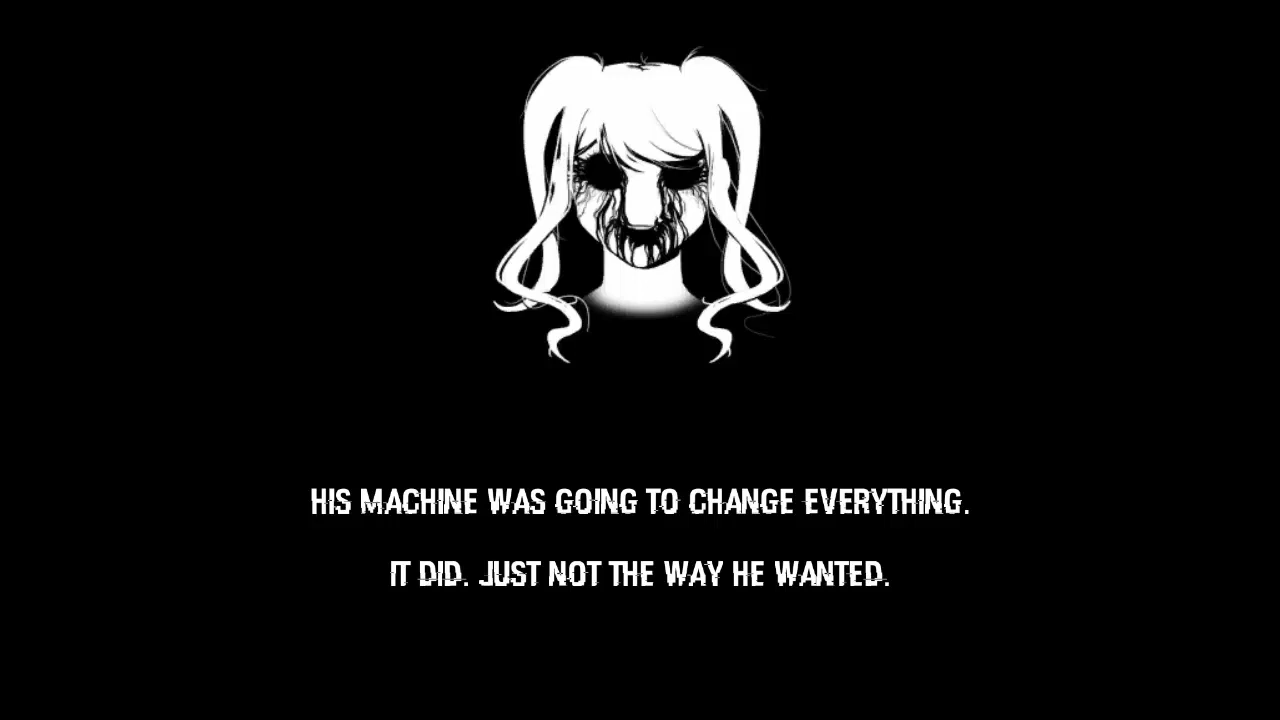 HIS MACHINE WAS GOING TO CHANGE EVERYTHING.
IT DID. JUST NOT THE WAY HE WANTED.